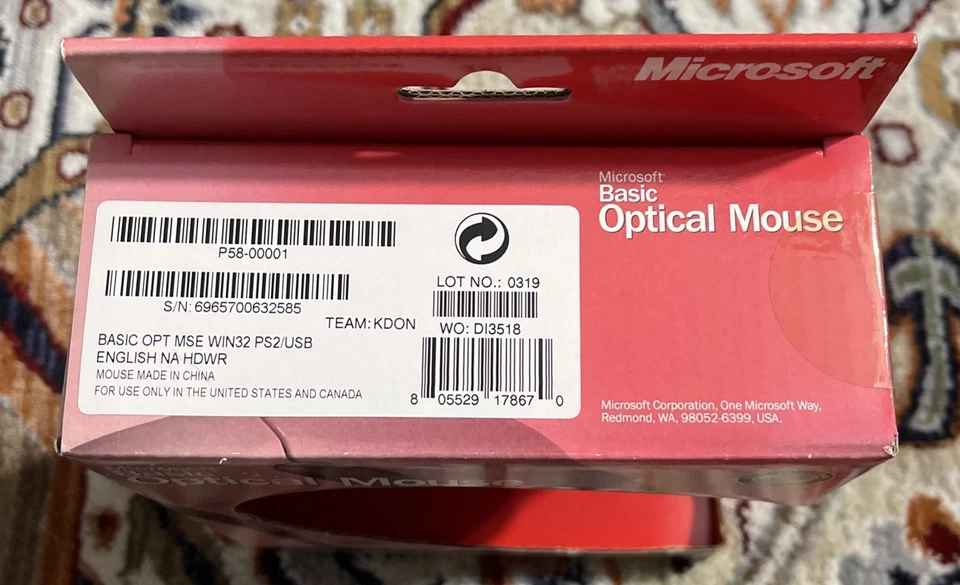 Microsoft
Microsoft
Basic
Optical Mouse
P58-00001
S/N: 6965700632585
TEAM: KDON
LOT NO.: 0319
WO: DI3518
BASIC OPT MSE WIN32 PS2/USB
ENGLISH NA HDWR
MOUSE MADE IN CHINA
FOR USE ONLY IN THE UNITED STATES AND CANADA
8 05529 17867 0
Microsoft Corporation, One Microsoft Way,
Redmond, WA, 98052-6399, USA.
Optical Mouse